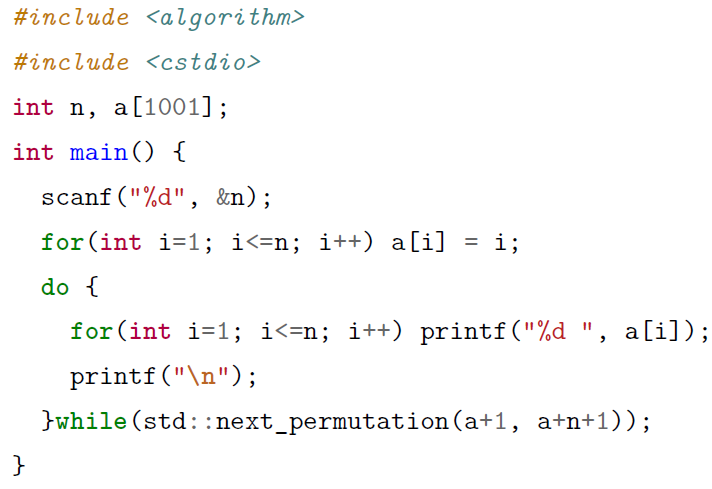 #include <algorithm>
#include <cstdio>
int n, a[1001];
int main() {
  scanf("%d", &n);
  for(int i=1; i<=n; i++) a[i] = i;
  do {
    for(int i=1; i<=n; i++) printf("%d ", a[i]);
    printf("\n");
  }while(std::next_permutation(a+1, a+n+1));
}